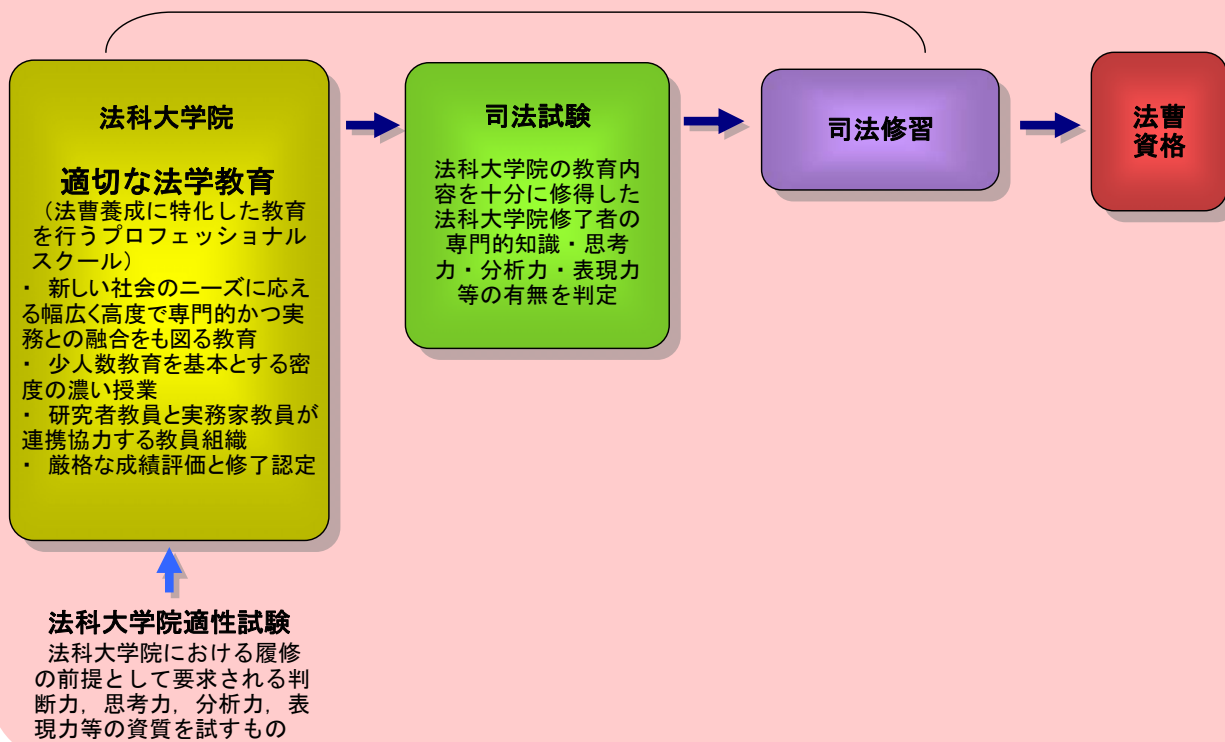 法科大学院
適切な法学教育
（法曹養成に特化した教育
を行うプロフェッショナル
スクール）
・ 新しい社会のニーズに応え
る幅広く高度で専門的かつ実
務との融合をも図る教育
・ 少人数教育を基本とする密
度の濃い授業
・ 研究者教員と実務家教員が
連携協力する教員組織
・ 厳格な成績評価と修了認定
司法試験
法科大学院の教育内
容を十分に修得した
法科大学院修了者の
専門的知識・思考
力・分析力・表現力
等の有無を判定
司法修習
法曹
資格
法科大学院適性試験
法科大学院における履修
の前提として要求される判
断力，思考力，分析力，表
現力等の資質を試すもの